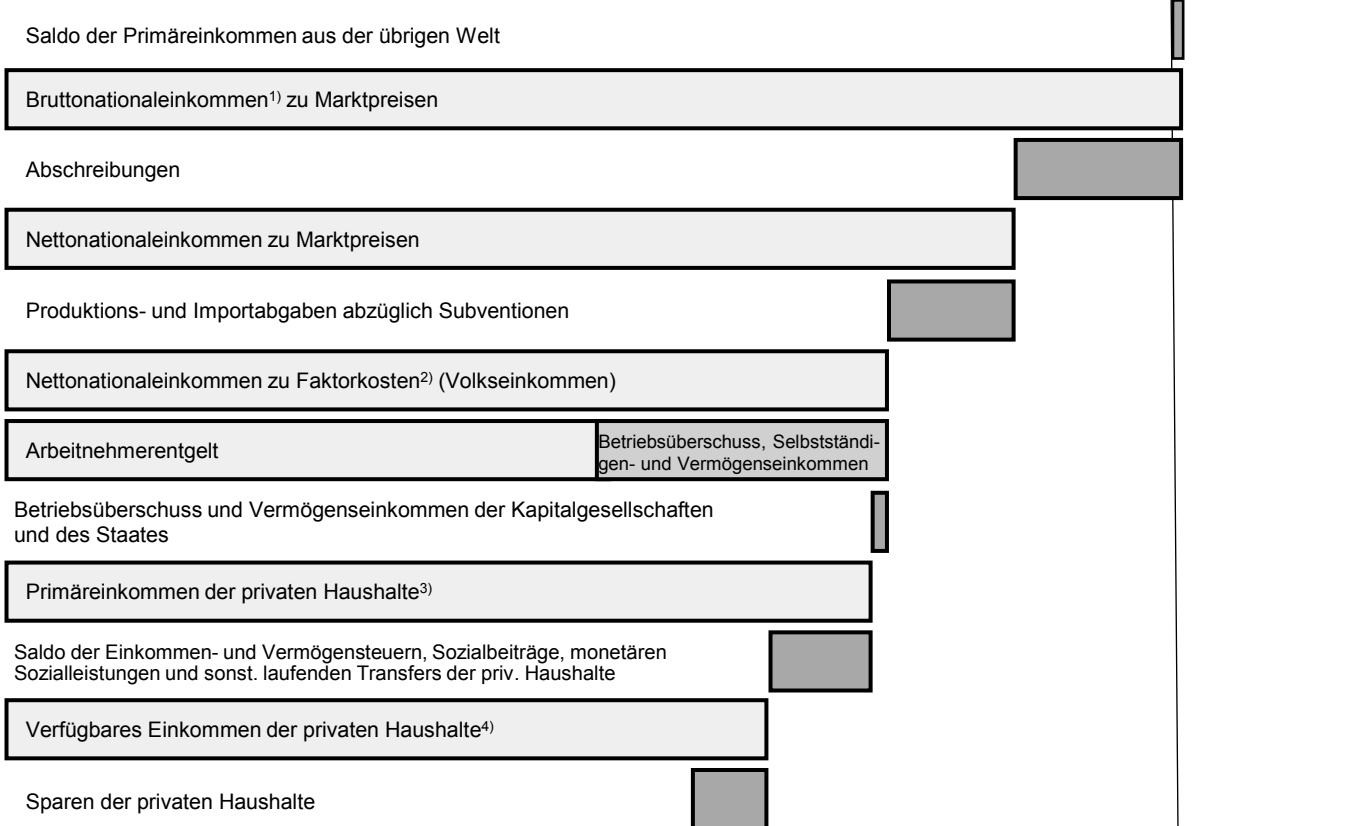 Saldo der Primäreinkommen aus der übrigen Welt
Bruttonationaleinkommen1) zu Marktpreisen
Abschreibungen
Nettonationaleinkommen zu Marktpreisen
Produktions- und Importabgaben abzüglich Subventionen
Nettonationaleinkommen zu Faktorkosten2) (Volkseinkommen)
Arbeitnehmerentgelt
Betriebsüberschuss, Selbstständi-
gen- und Vermögenseinkommen
Betriebsüberschuss und Vermögenseinkommen der Kapitalgesellschaften
und des Staates
Primäreinkommen der privaten Haushalte3)
Saldo der Einkommen- und Vermögensteuern, Sozialbeiträge, monetären
Sozialleistungen und sonst. laufenden Transfers der priv. Haushalte
Verfügbares Einkommen der privaten Haushalte4)
Sparen der privaten Haushalte